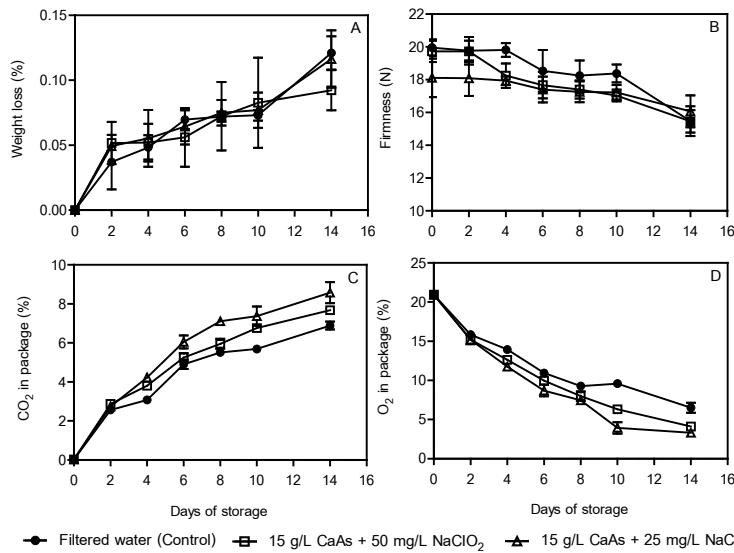 0.15
0.10
0.05
0.00
0 2 4 6 8 10 12 14 16
Weight loss (%)
A
20
18
16
14
12
10
0 2 4 6 8 10 12 14 16
Firmness (N)
B
10
8
6
4
2
0
0 2 4 6 8 10 12 14 16
CO2 in package (%)
C
Days of storage
25
20
15
10
5
0
0 2 4 6 8 10 12 14 16
O2 in package (%)
D
Days of storage
Filtered water (Control) 15 g/L CaAs + 50 mg/L NaClO2 15 g/L CaAs + 25 mg/L NaC